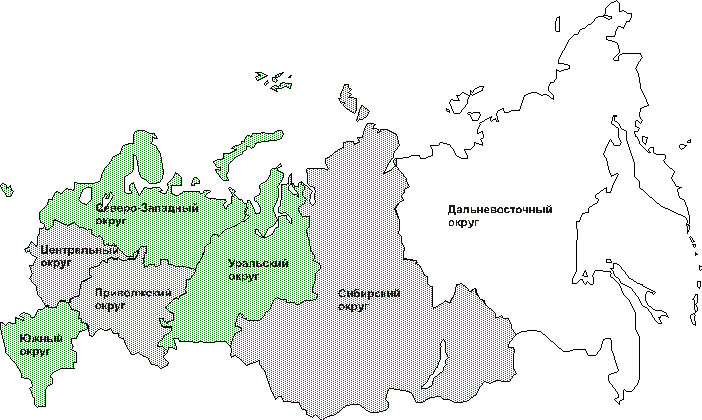 Северо-Западный
округ
Дальневосточный
округ
Центральный
округ
Уральский
округ
Приволжский
округ
Сибирский
округ
Южный
округ